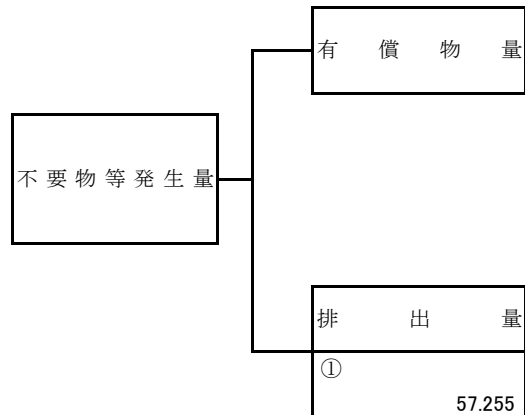 有償物量
不要物等発生量
排出量
①
57.255